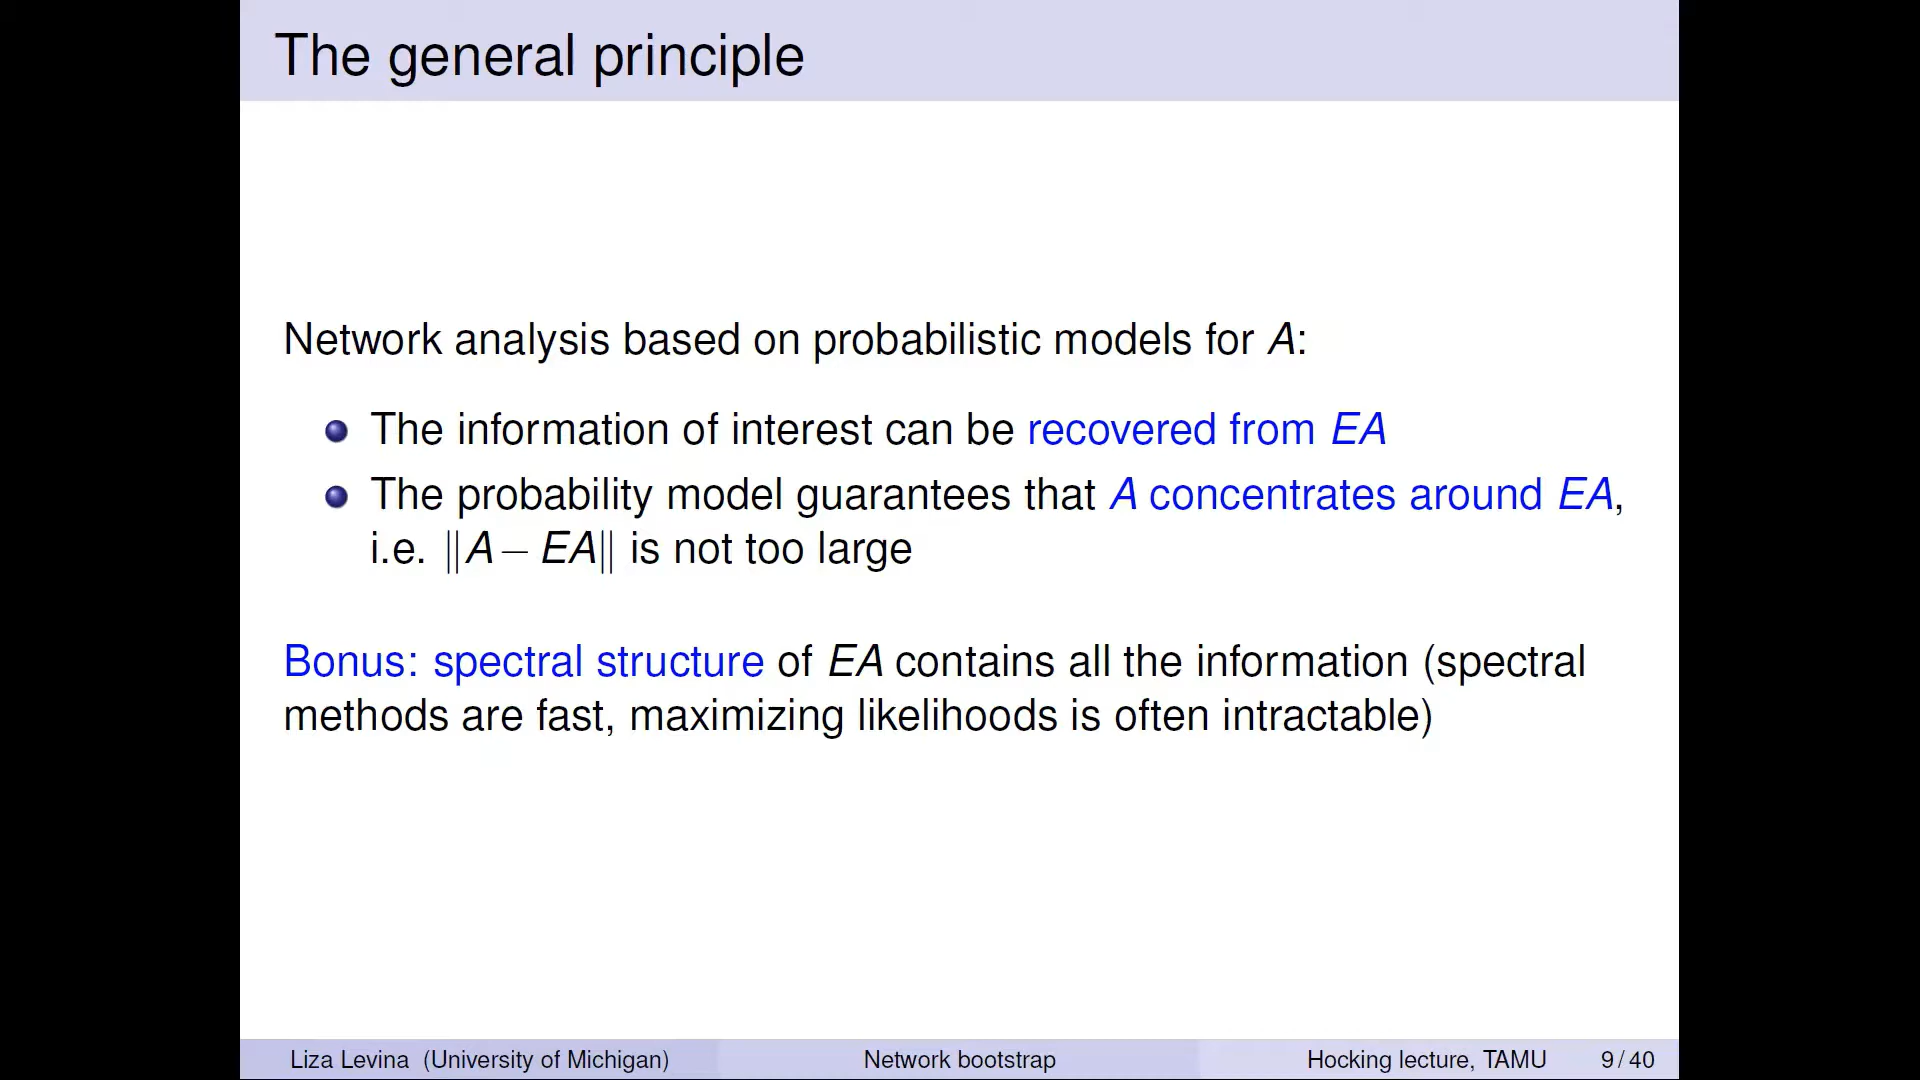 The general principle
Network analysis based on probabilistic models for A:
The information of interest can be recovered from EA
The probability model guarantees that A concentrates around EA,
i.e. ‖A − EA‖ is not too large
Bonus: spectral structure of EA contains all the information (spectral
methods are fast, maximizing likelihoods is often intractable)
Liza Levina (University of Michigan) Network bootstrap Hocking lecture, TAMU 9 / 40